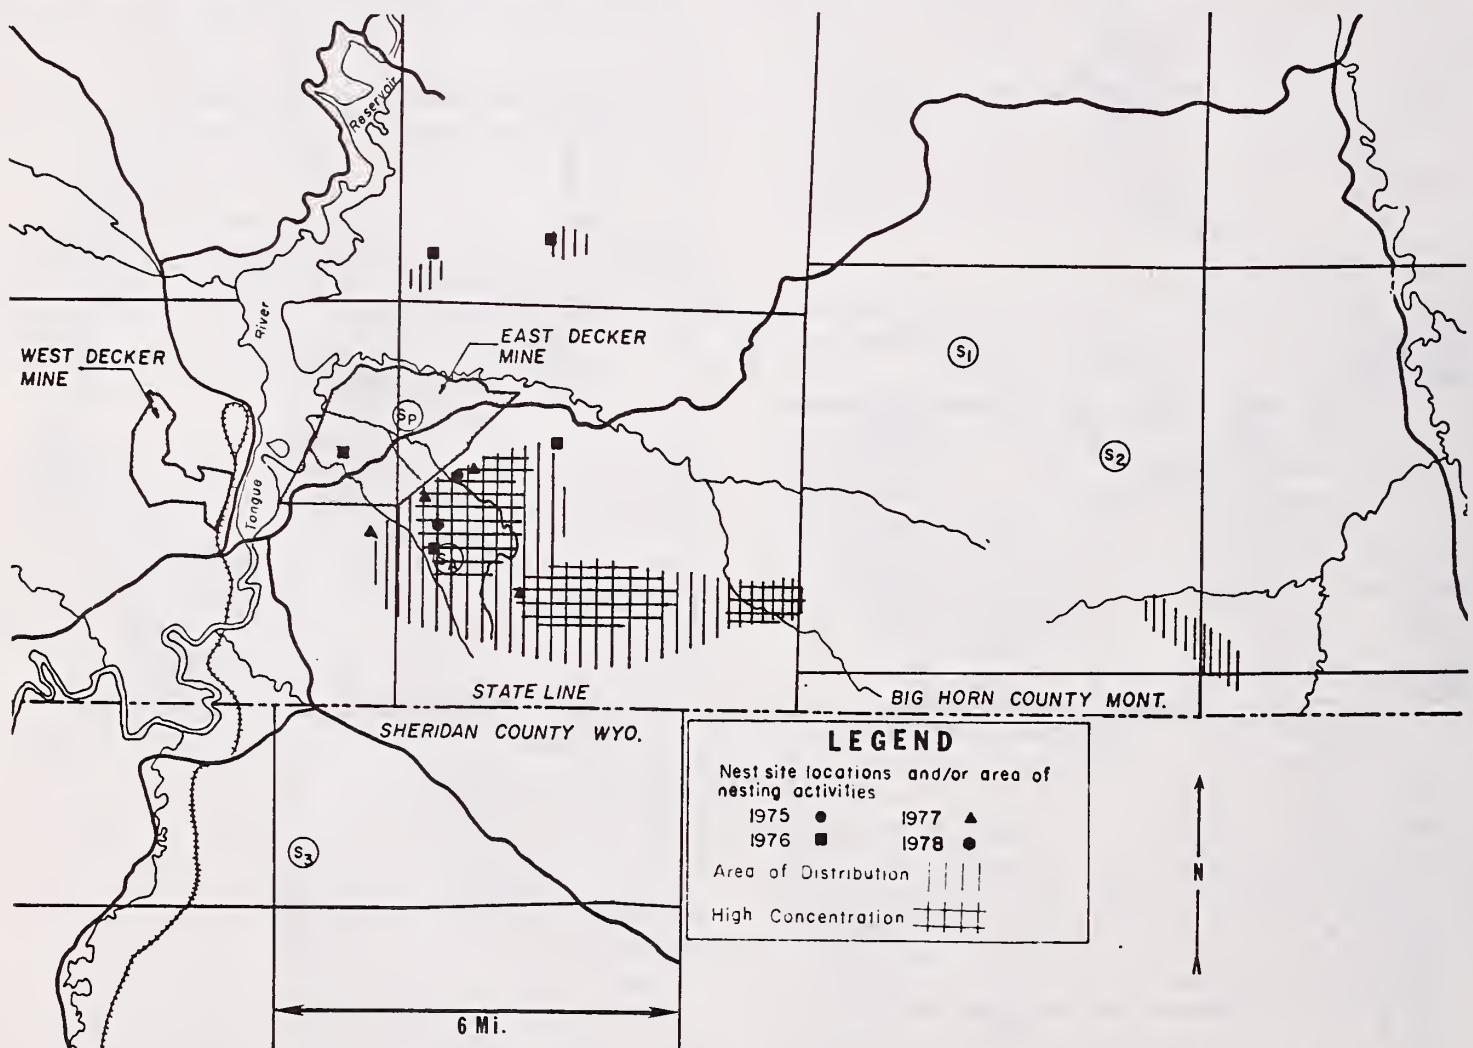 Reservoir
River
WEST DECKER
MINE
EAST DECKER
MINE
S1
SP
S2
Tongue
SA
STATE LINE
BIG HORN COUNTY MONT.
SHERIDAN COUNTY WYO.
LEGEND
Nest site locations and/or area of
nesting activities
1975 ● 1977 ▲
1976 ■ 1978 ⬢
Area of Distribution
High Concentration
S3
N
6 Mi.